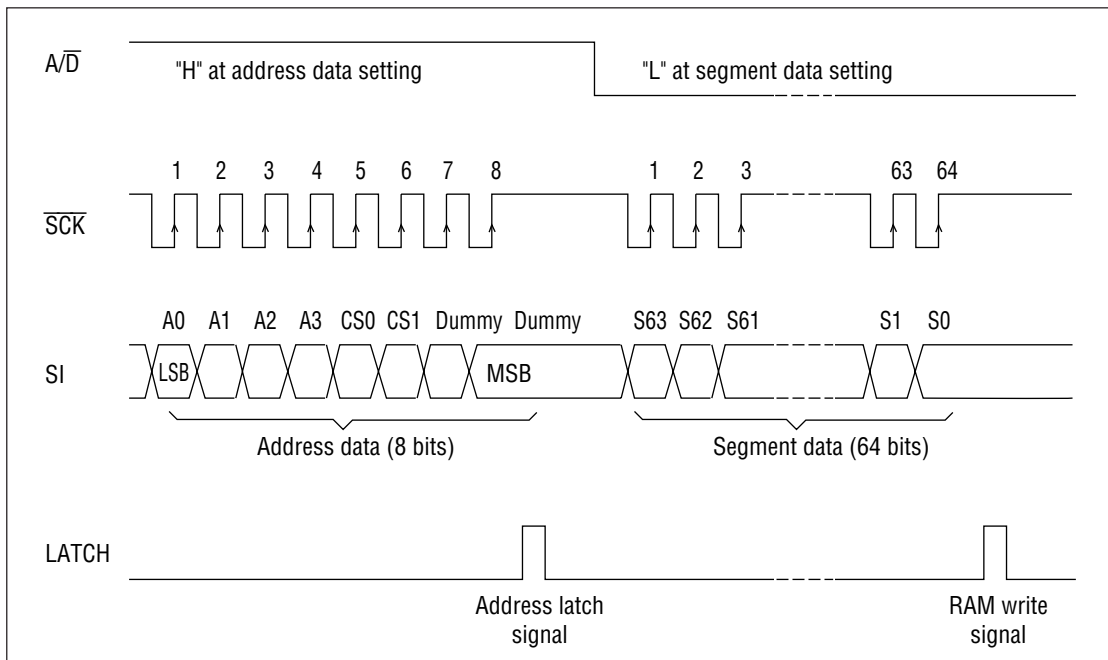 A/D̅
"H" at address data setting
"L" at segment data setting
1 2 3 4 5 6 7 8 1 2 3 63 64
S̅C̅K̅
A0 A1 A2 A3 CS0 CS1 Dummy Dummy S63 S62 S61 S1 S0
SI LSB MSB
Address data (8 bits) Segment data (64 bits)
LATCH
Address latch
signal
RAM write
signal